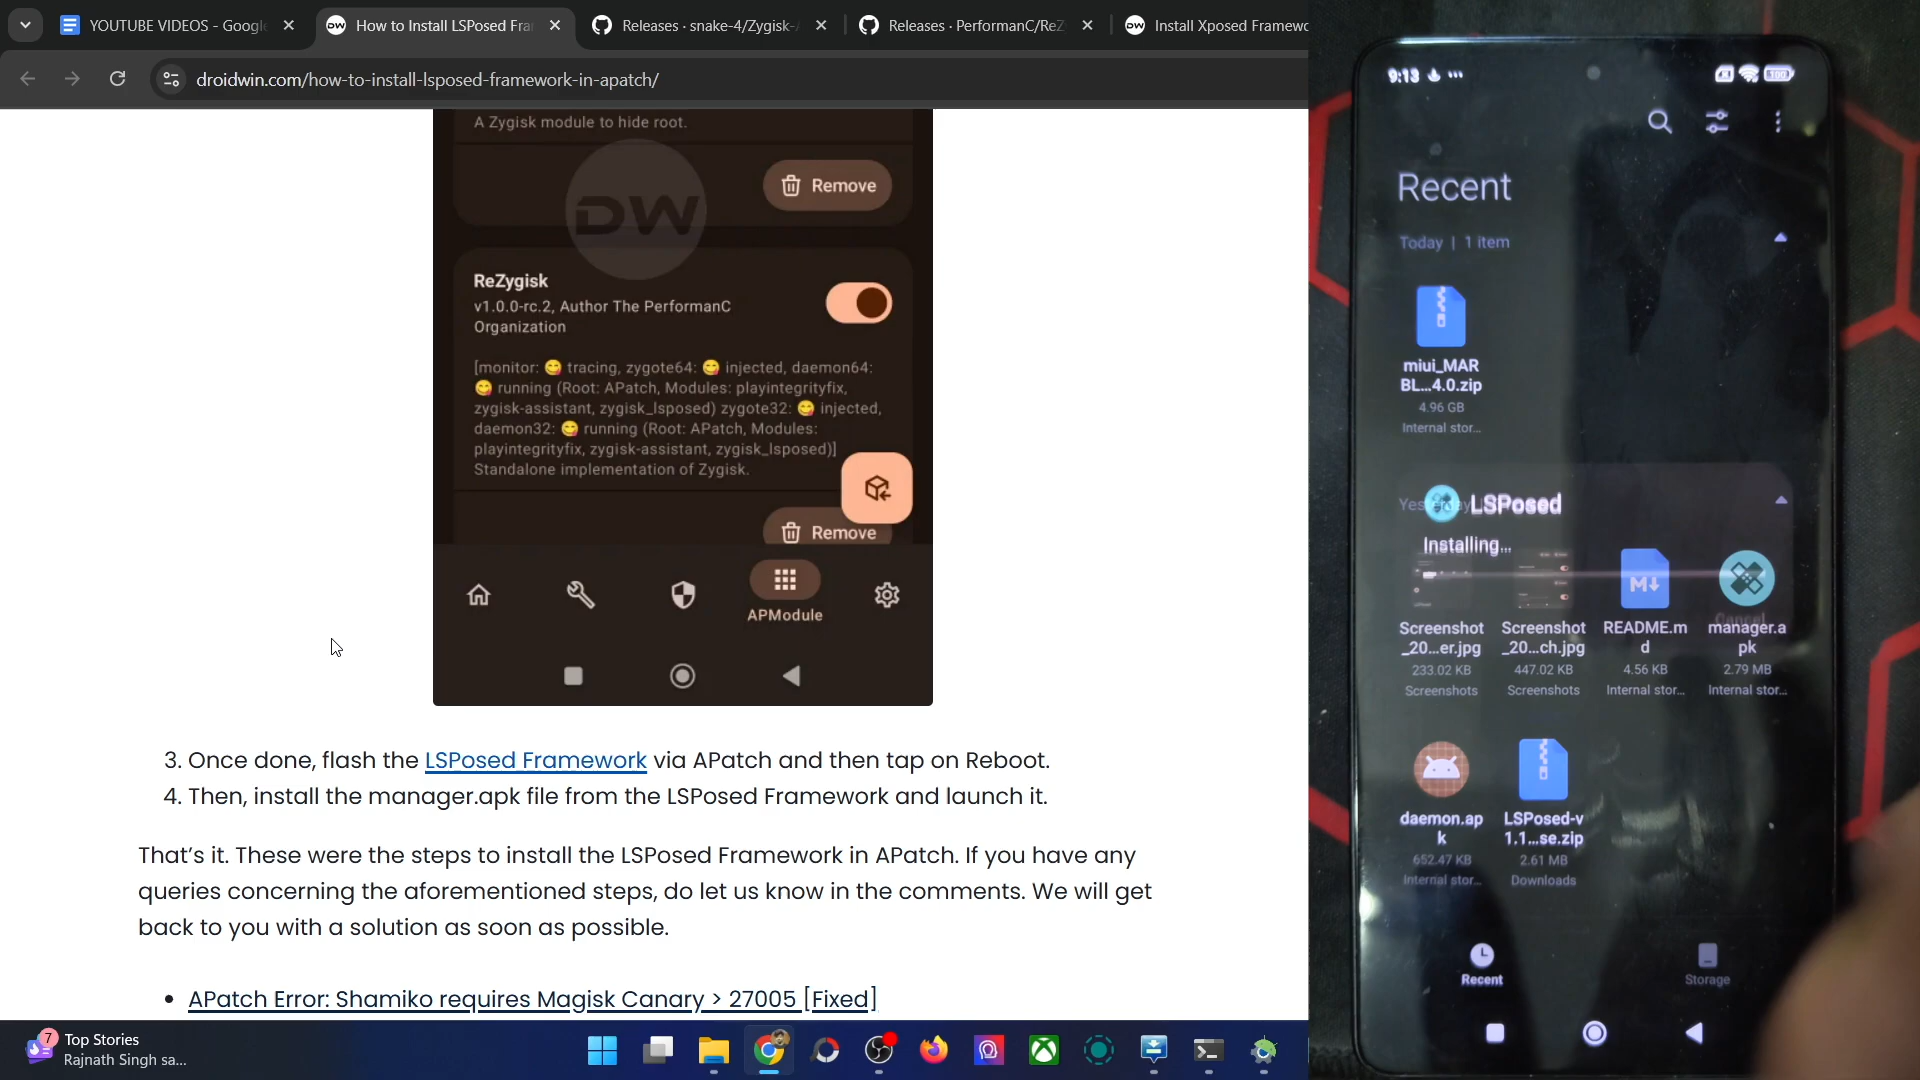 YOUTUBE VIDEOS - Google
How to Install LSPosed Fra
Releases · snake-4/Zygisk-
Releases · PerformanC/ReZ
Install Xposed Framewo
droidwin.com/how-to-install-lsposed-framework-in-apatch/
A Zygisk module to hide root.
Remove
DW
ReZygisk
v1.0.0-rc.2, Author The PerformanC
Organization
[monitor: 😋 tracing, zygote64: 😋 injected, daemon64:
😋 running (Root: APatch, Modules: playintegrityfix,
zygisk-assistant, zygisk_lsposed) zygote32: 😋 injected,
daemon32: 😋 running (Root: APatch, Modules:
playintegrityfix, zygisk-assistant, zygisk_lsposed)]
Standalone implementation of Zygisk.
Remove
APModule
3. Once done, flash the LSPosed Framework via APatch and then tap on Reboot.
4. Then, install the manager.apk file from the LSPosed Framework and launch it.
That's it. These were the steps to install the LSPosed Framework in APatch. If you have any
queries concerning the aforementioned steps, do let us know in the comments. We will get
back to you with a solution as soon as possible.
• APatch Error: Shamiko requires Magisk Canary > 27005 [Fixed]
7
Top Stories
Rajnath Singh sa...
9:13
100
Recent
Today | 1 item
miui_MAR
BL...4.0.zip
4.96 GB
Internal stor...
Yesterday
LSPosed
Installing...
Cancel
Screenshot
_20...er.jpg
233.02 KB
Screenshots
Screenshot
_20...ch.jpg
447.02 KB
Screenshots
M
README.m
d
4.56 KB
Internal stor...
manager.a
pk
2.79 MB
Internal stor...
daemon.ap
k
652.47 KB
Internal stor...
LSPosed-v
1.1...se.zip
2.61 MB
Downloads
Recent
Storage